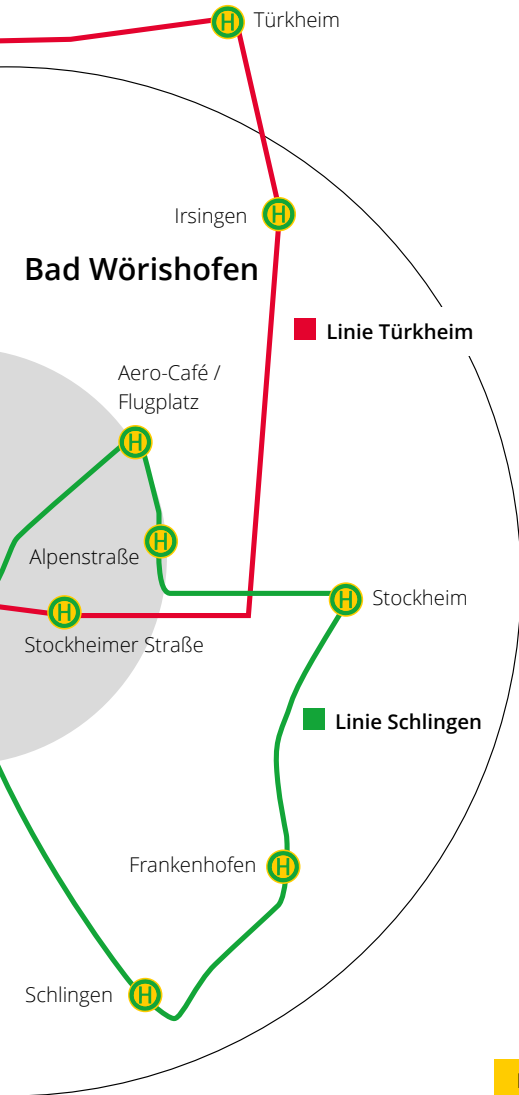 H Türkheim
Irsingen H
Bad Wörishofen
Linie Türkheim
Aero-Café /
Flugplatz
H
H
Alpenstraße
H Stockheim
H
Stockheimer Straße
Linie Schlingen
Frankenhofen H
Schlingen H